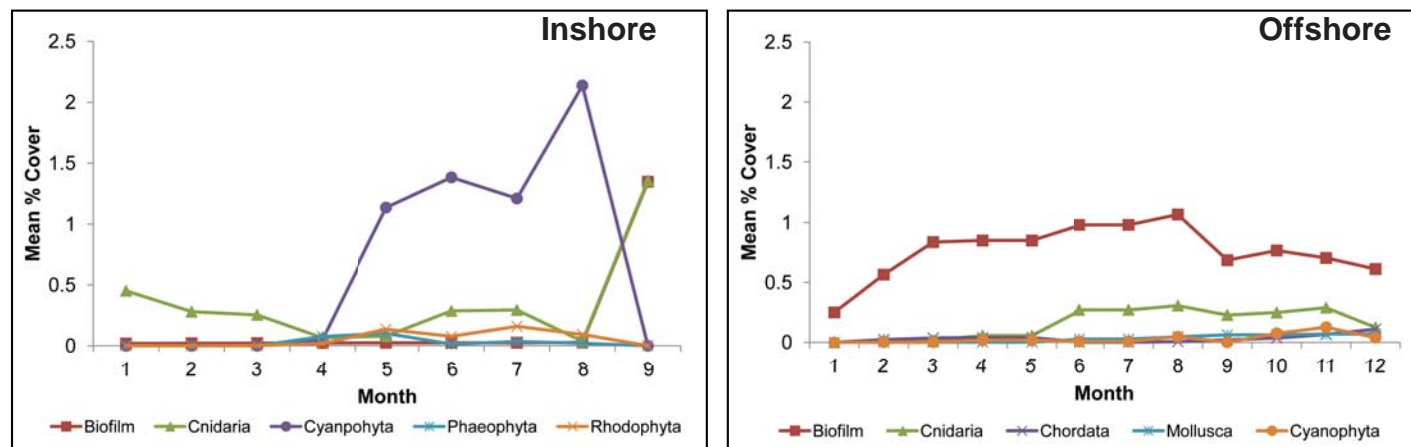 Inshore
2.5
2
1.5
1
0.5
0
Mean % Cover
1 2 3 4 5 6 7 8 9
Month
Biofilm Cnidaria Cyanpohyta Phaeophyta Rhodophyta
Offshore
2.5
2
1.5
1
0.5
0
Mean % Cover
1 2 3 4 5 6 7 8 9 10 11 12
Month
Biofilm Cnidaria Chordata Mollusca Cyanophyta